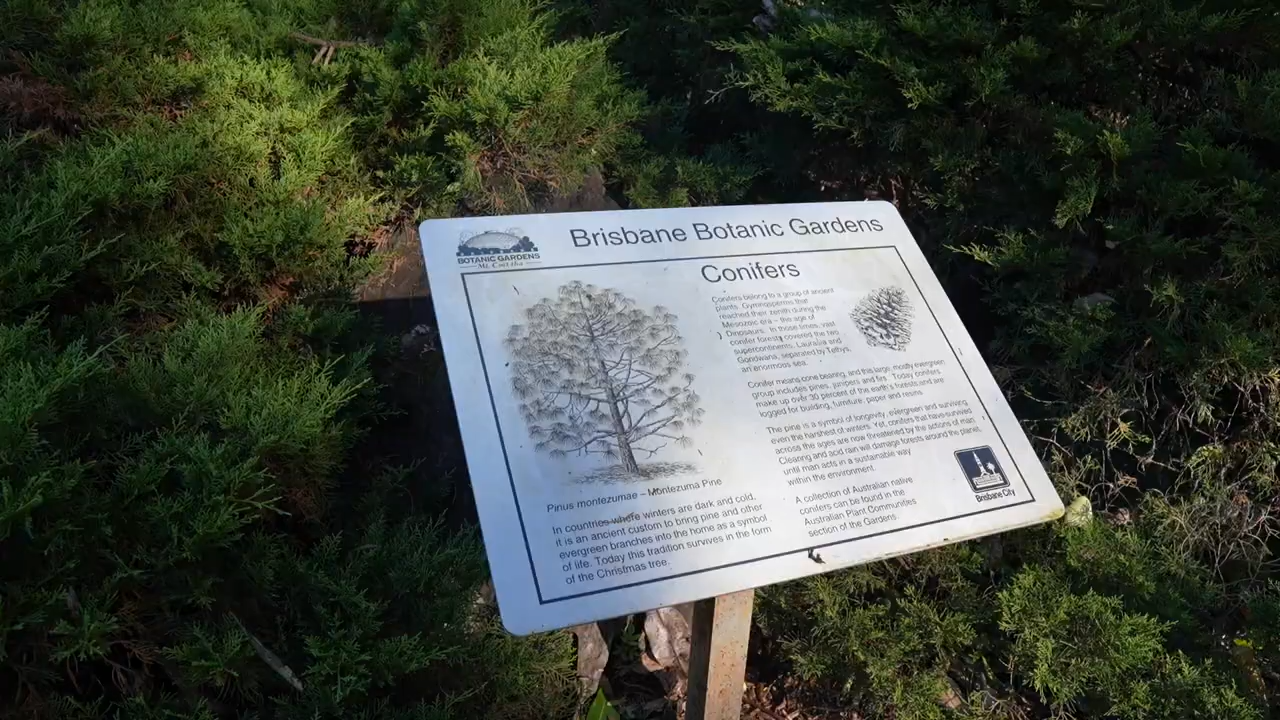 Brisbane Botanic Gardens
BOTANIC GARDENS
Mt. Coot-tha
Conifers
Conifers belong to a group of ancient
plants, Gymnosperms that
reached their zenith during the
Mesozoic era – the age of
Dinosaurs. In those times, vast
conifer forests covered the two
supercontinents, Laurasia and
Gondwana, separated by Tethys,
an enormous sea.
Conifer means cone bearing, and this large, mostly evergreen
group includes pines, junipers and firs. Today conifers
make up over 30 percent of the earth's forests and are
logged for building, furniture, paper and resins.
The pine is a symbol of longevity, evergreen and surviving
even the harshest of winters. Yet, conifers that have survived
across the ages are now threatened by the actions of man.
Clearing and acid rain will damage forests around the planet,
until man acts in a sustainable way
within the environment.
A collection of Australian native
conifers can be found in the
Australian Plant Communities
section of the Gardens.
Pinus montezumae – Montezuma Pine
In countries where winters are dark and cold,
it is an ancient custom to bring pine and other
evergreen branches into the home as a symbol
of life. Today this tradition survives in the form
of the Christmas tree.
Brisbane City